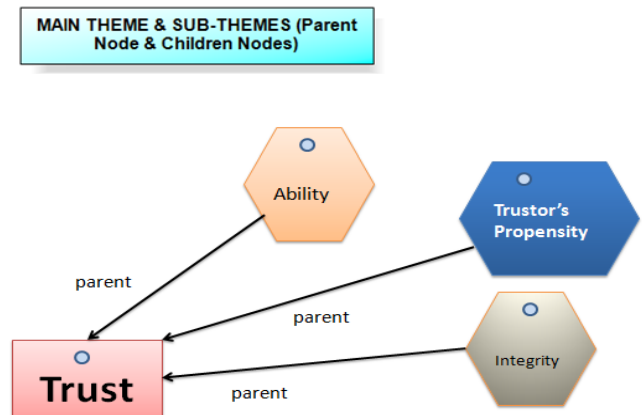 MAIN THEME & SUB-THEMES (Parent
Node & Children Nodes)
Ability
Trustor's
Propensity
parent
parent
Integrity
Trust
parent